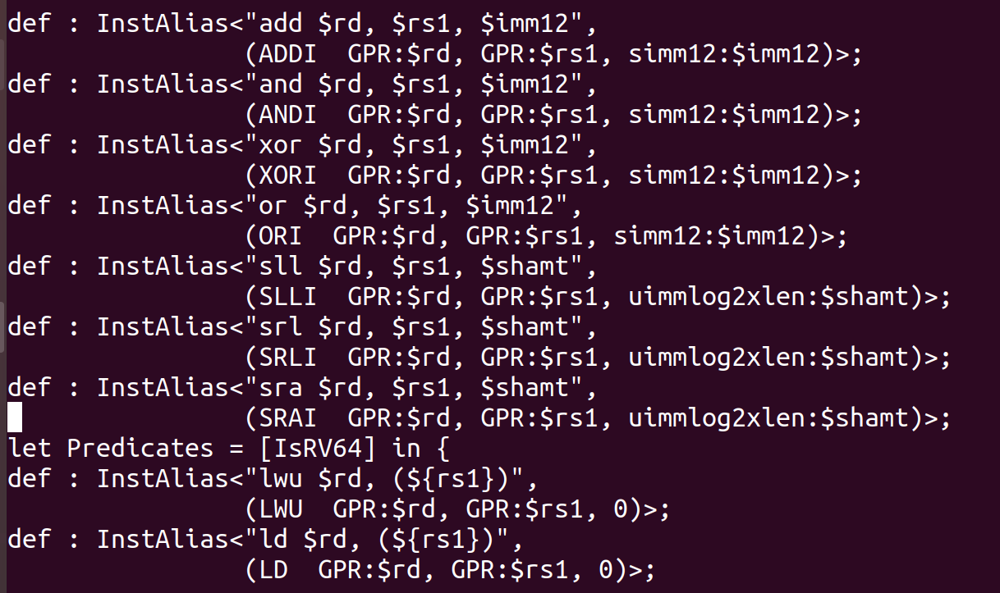 def : InstAlias<"add $rd, $rs1, $imm12",
                (ADDI  GPR:$rd, GPR:$rs1, simm12:$imm12)>;
def : InstAlias<"and $rd, $rs1, $imm12",
                (ANDI  GPR:$rd, GPR:$rs1, simm12:$imm12)>;
def : InstAlias<"xor $rd, $rs1, $imm12",
                (XORI  GPR:$rd, GPR:$rs1, simm12:$imm12)>;
def : InstAlias<"or $rd, $rs1, $imm12",
                (ORI  GPR:$rd, GPR:$rs1, simm12:$imm12)>;
def : InstAlias<"sll $rd, $rs1, $shamt",
                (SLLI  GPR:$rd, GPR:$rs1, uimmlog2xlen:$shamt)>;
def : InstAlias<"srl $rd, $rs1, $shamt",
                (SRLI  GPR:$rd, GPR:$rs1, uimmlog2xlen:$shamt)>;
def : InstAlias<"sra $rd, $rs1, $shamt",
                (SRAI  GPR:$rd, GPR:$rs1, uimmlog2xlen:$shamt)>;
let Predicates = [IsRV64] in {
def : InstAlias<"lwu $rd, (${rs1})",
                (LWU  GPR:$rd, GPR:$rs1, 0)>;
def : InstAlias<"ld $rd, (${rs1})",
                (LD  GPR:$rd, GPR:$rs1, 0)>;